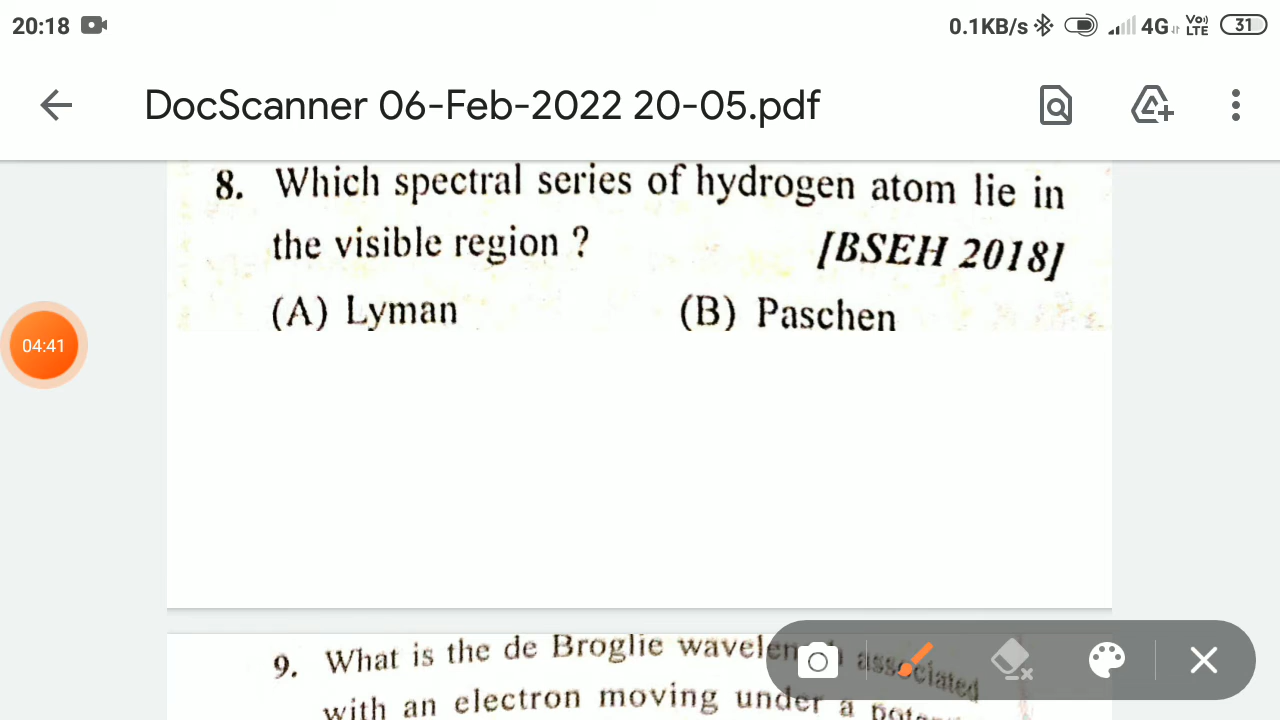 20:18
0.1KB/s 4G Vo)) LTE 31
DocScanner 06-Feb-2022 20-05.pdf
8. Which spectral series of hydrogen atom lie in
the visible region ? [BSEH 2018]
(A) Lyman (B) Paschen
04:41
9. What is the de Broglie associated
with an electron moving under a